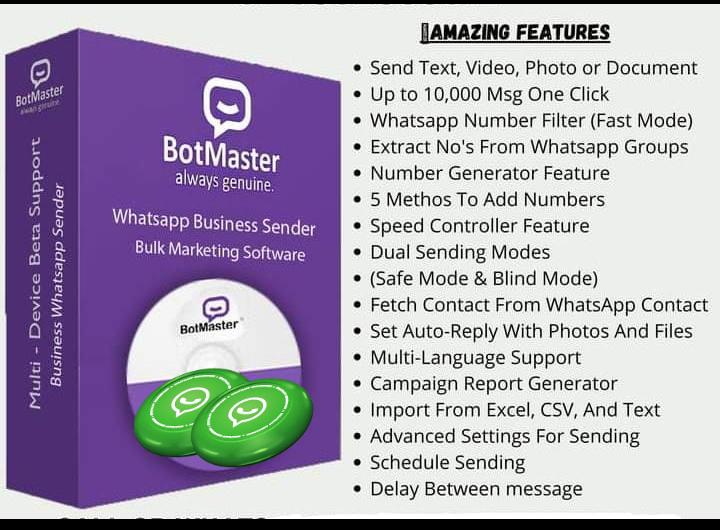 AMAZING FEATURES
BotMaster
always genuine.
Multi - Device Beta Support
Business Whatsapp Sender
BotMaster
always genuine.
Whatsapp Business Sender
Bulk Marketing Software
BotMaster
• Send Text, Video, Photo or Document
• Up to 10,000 Msg One Click
• Whatsapp Number Filter (Fast Mode)
• Extract No's From Whatsapp Groups
• Number Generator Feature
• 5 Methos To Add Numbers
• Speed Controller Feature
• Dual Sending Modes
• (Safe Mode & Blind Mode)
• Fetch Contact From WhatsApp Contact
• Set Auto-Reply With Photos And Files
• Multi-Language Support
• Campaign Report Generator
• Import From Excel, CSV, And Text
• Advanced Settings For Sending
• Schedule Sending
• Delay Between message